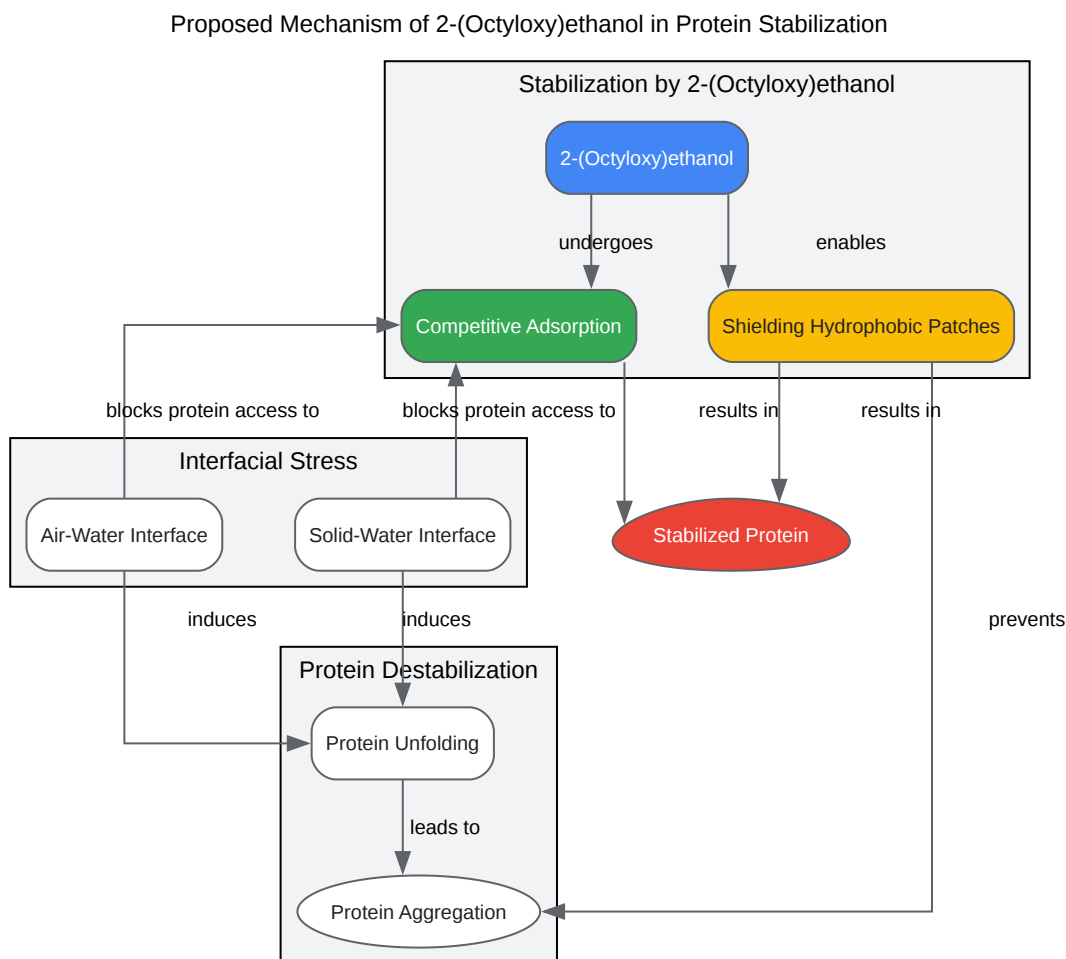 Proposed Mechanism of 2-(Octyloxy)ethanol in Protein Stabilization
Stabilization by 2-(Octyloxy)ethanol
2-(Octyloxy)ethanol
undergoes
enables
Competitive Adsorption
Shielding Hydrophobic Patches
blocks protein access to
blocks protein access to
results in
results in
Interfacial Stress
Air-Water Interface
Solid-Water Interface
Stabilized Protein
induces
induces
prevents
Protein Destabilization
Protein Unfolding
leads to
Protein Aggregation